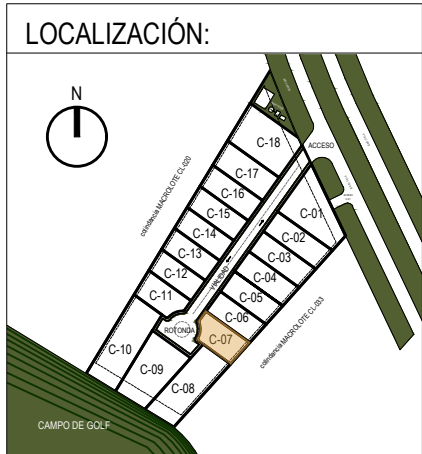 LOCALIZACIÓN:
N
ACCESO
C-18
C-17
C-16
C-15
C-14
C-13
C-12
C-11
C-10
C-09
C-08
C-07
C-06
C-05
C-04
C-03
C-02
C-01
colindancia MACROLOTE CL-020
VIALIDAD
ROTONDA
colindancia MACROLOTE CL-033
CAMPO DE GOLF